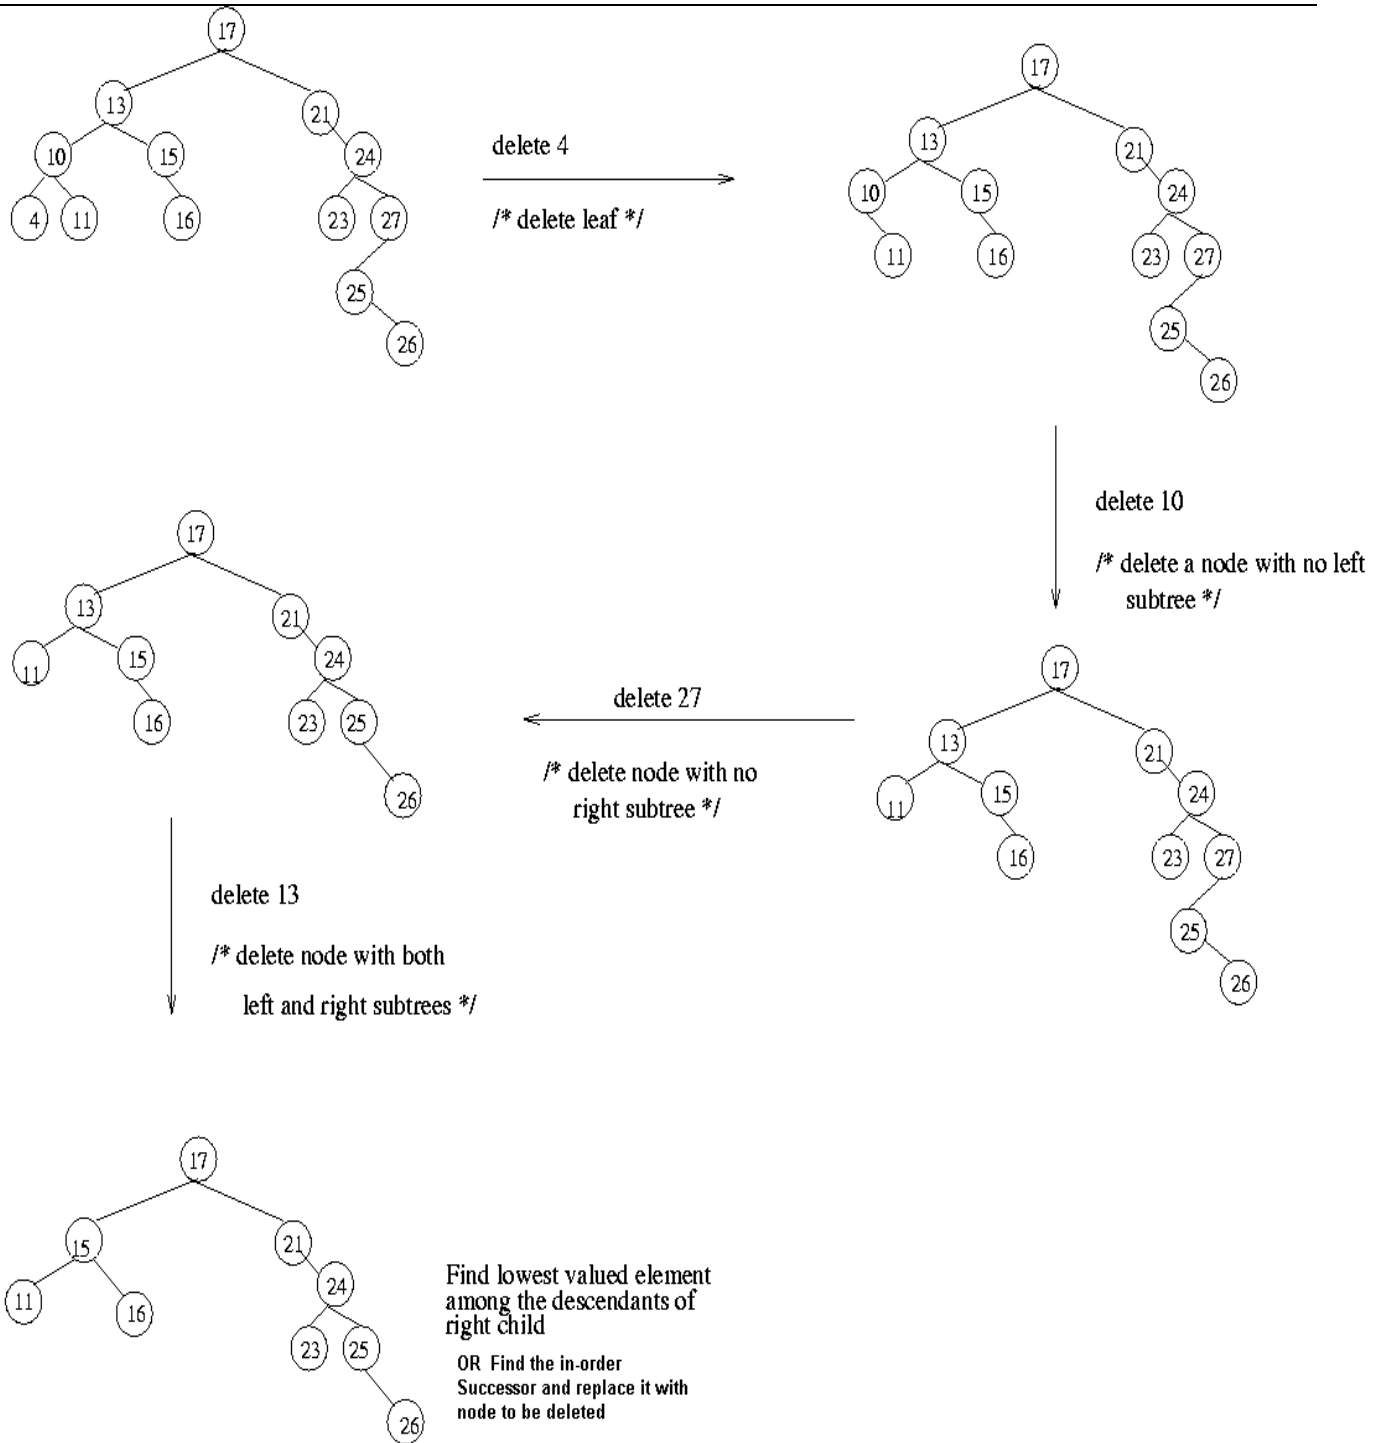 17
13 21
10 15 24
4 11 16 23 27
25
26
delete 4
/* delete leaf */
17
13 21
10 15 24
11 16 23 27
25
26
delete 10
/* delete a node with no left
subtree */
17
13 21
11 15 24
16 23 27
25
26
delete 27
/* delete node with no
right subtree */
17
13 21
11 15 24
16 23 25
26
delete 13
/* delete node with both
left and right subtrees */
17
15 21
11 16 24
23 25
26
Find lowest valued element
among the descendants of
right child
OR Find the in-order
Successor and replace it with
node to be deleted